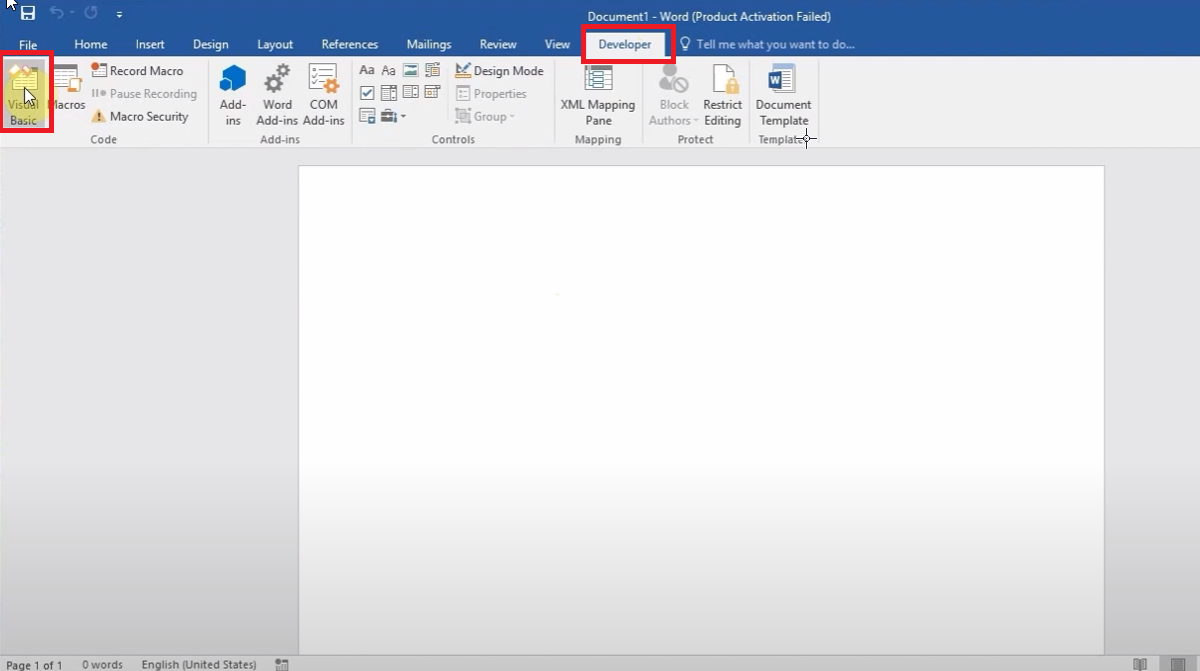 Document1 - Word (Product Activation Failed)
File Home Insert Design Layout References Mailings Review View Developer Tell me what you want to do...
Visual Basic
Macros
Record Macro
Pause Recording
Macro Security
Code
Add-ins
Word Add-ins
COM Add-ins
Add-ins
Aa Aa
Design Mode
Properties
Group
Controls
XML Mapping Pane
Mapping
Block Authors
Restrict Editing
Protect
Document Template
Templates
Page 1 of 1 0 words English (United States)